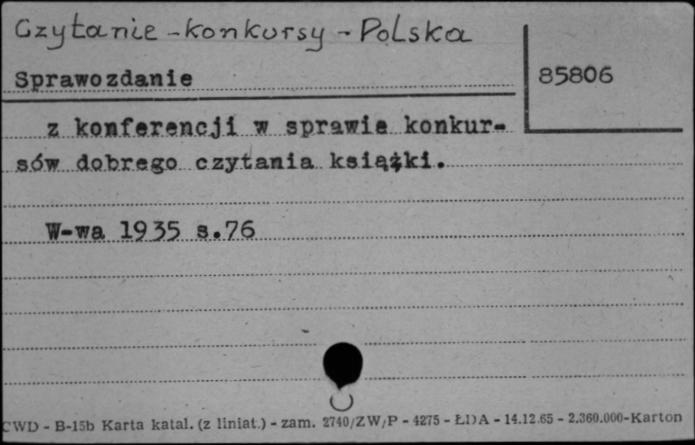 Czytanie - konkursy - Polska
Sprawozdanie
85806
z konferencji w sprawie konkur-
sów dobrego czytania książki.
W-wa 1935 s.76
CWD - B-15b Karta katal. (z liniat.) - zam. 2740/ZW/P - 4275 - ŁDA - 14.12.65 - 2.360.000-Karton